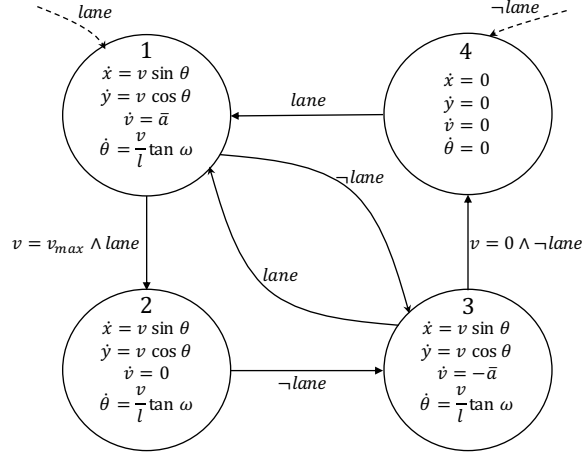 lane
¬lane
1
ẋ = v sin θ
ẏ = v cos θ
v̇ = ā
θ̇ = v/l tan ω
4
ẋ = 0
ẏ = 0
v̇ = 0
θ̇ = 0
lane
¬lane
v = v_max ∧ lane
lane
v = 0 ∧ ¬lane
2
ẋ = v sin θ
ẏ = v cos θ
v̇ = 0
θ̇ = v/l tan ω
¬lane
3
ẋ = v sin θ
ẏ = v cos θ
v̇ = −ā
θ̇ = v/l tan ω